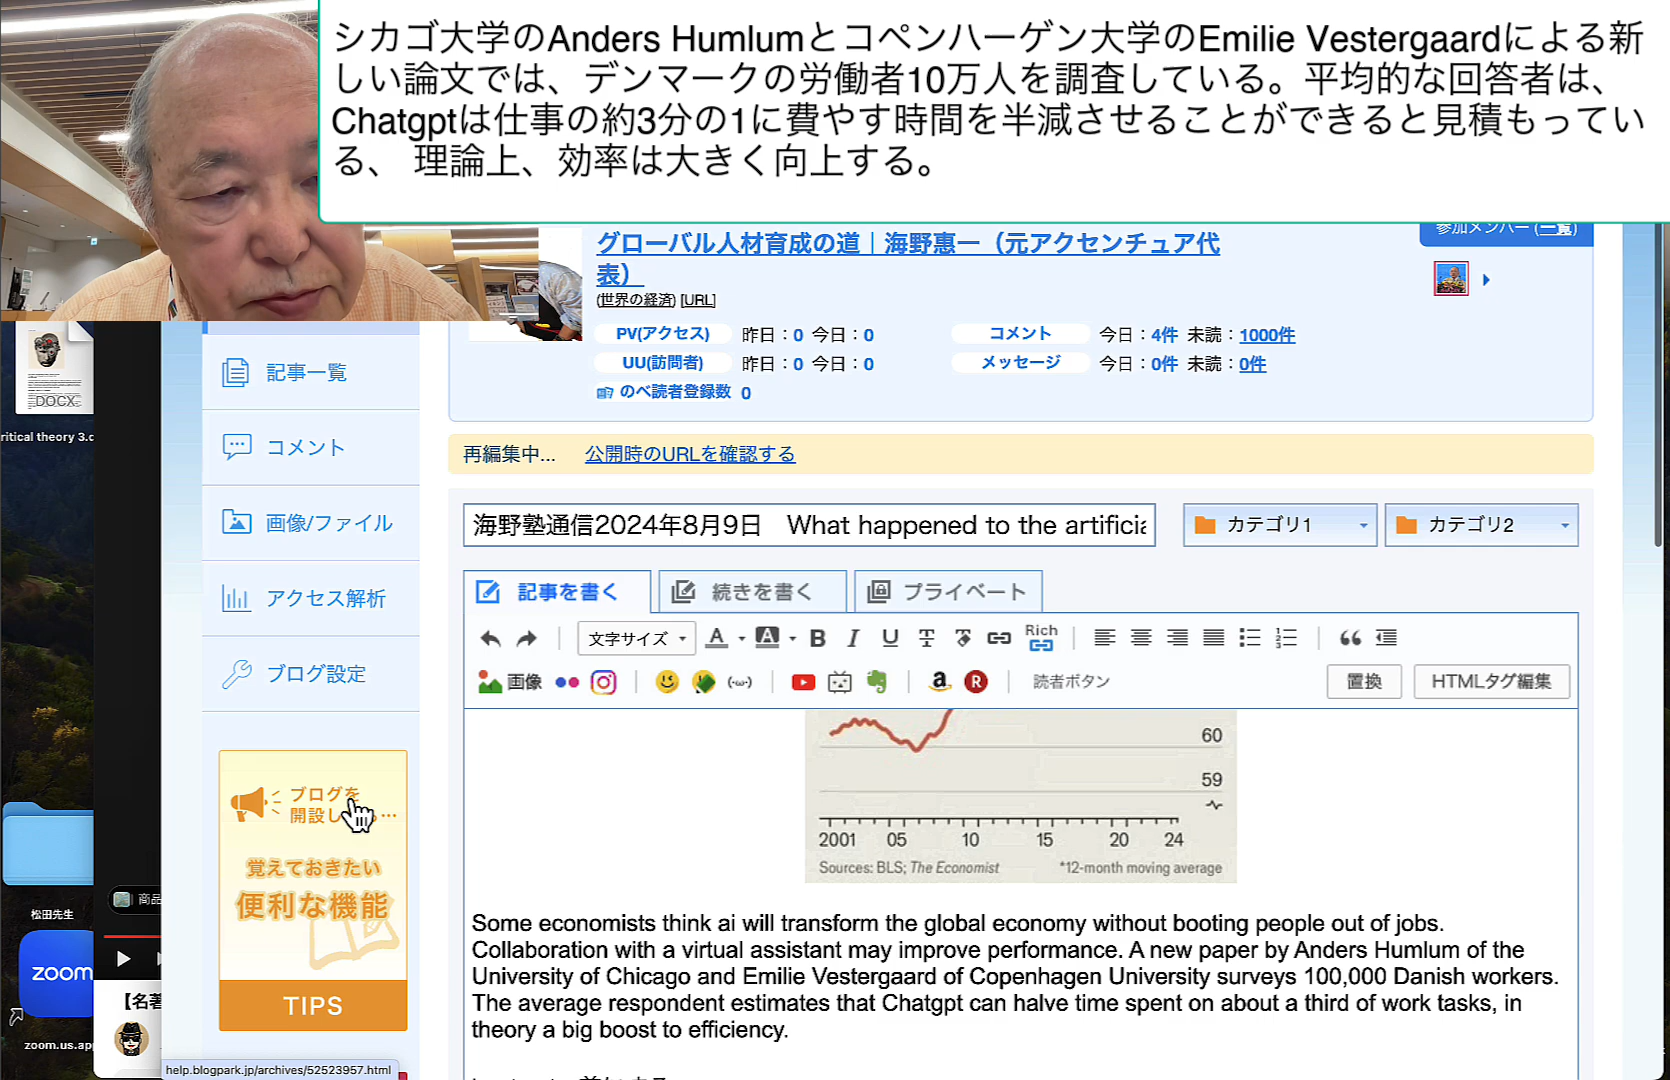 シカゴ大学のAnders Humlumとコペンハーゲン大学のEmilie Vestergaardによる新
しい論文では、デンマークの労働者10万人を調査している。平均的な回答者は、
Chatgptは仕事の約3分の1に費やす時間を半減させることができると見積もってい
る、 理論上、効率は大きく向上する。
グローバル人材育成の道｜海野惠一（元アクセンチュア代
表）
(世界の経済) [URL]
参加メンバー (一覧)
PV(アクセス) 昨日：0 今日：0
コメント 今日：4件 未読：1000件
UU(訪問者) 昨日：0 今日：0
メッセージ 今日：0件 未読：0件
のべ読者登録数 0
DOCX
ritical theory 3.c
記事一覧
コメント
画像/ファイル
アクセス解析
ブログ設定
再編集中... 公開時のURLを確認する
海野塾通信2024年8月9日 What happened to the artificia
カテゴリ1
カテゴリ2
記事を書く
続きを書く
プライベート
文字サイズ
A
A
B
I
U
T
Rich
画像
(･ω･)
a
R
読者ボタン
置換
HTMLタグ編集
60
59
2001 05 10 15 20 24
Sources: BLS; The Economist *12-month moving average
ブログを
開設し
...
覚えておきたい
便利な機能
TIPS
Some economists think ai will transform the global economy without booting people out of jobs.
Collaboration with a virtual assistant may improve performance. A new paper by Anders Humlum of the
University of Chicago and Emilie Vestergaard of Copenhagen University surveys 100,000 Danish workers.
The average respondent estimates that Chatgpt can halve time spent on about a third of work tasks, in
theory a big boost to efficiency.
松田先生
商品
zoom
【名著
zoom.us.app
help.blogpark.jp/archives/52523957.html